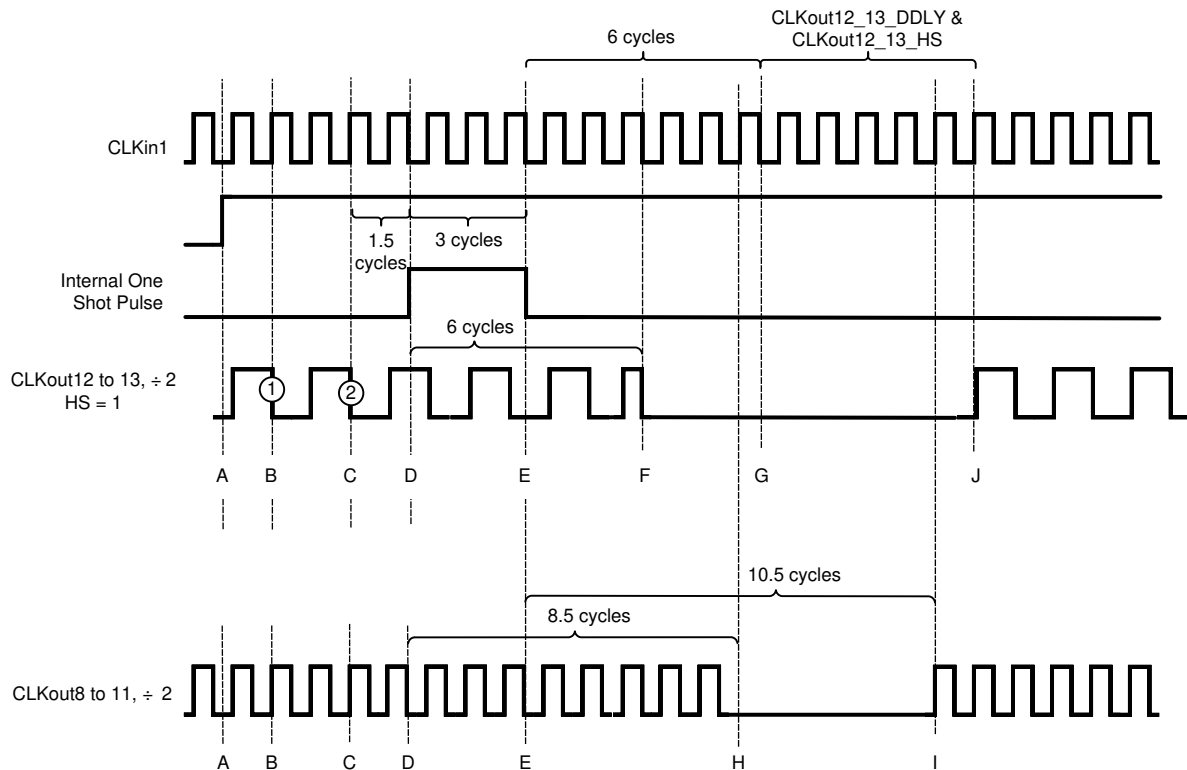 CLKout12_13_DDLY &
CLKout12_13_HS
6 cycles
CLKin1
1.5
cycles
3 cycles
Internal One
Shot Pulse
6 cycles
CLKout12 to 13, ÷ 2
HS = 1
1
2
A B C D E F G J
10.5 cycles
8.5 cycles
CLKout8 to 11, ÷ 2
A B C D E H I